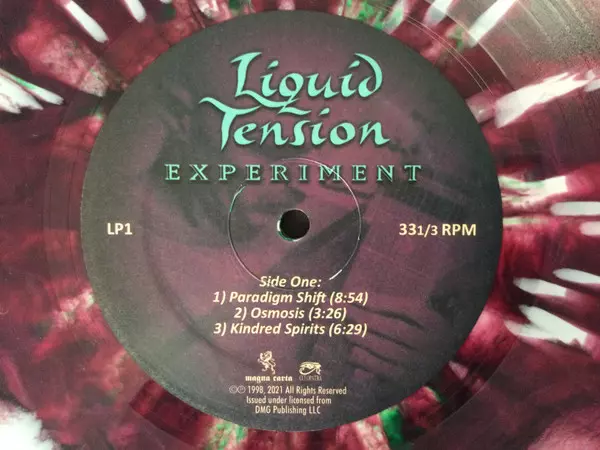 Liquid
Tension
EXPERIMENT
LP1
33 1/3 RPM
Side One:
1) Paradigm Shift (8:54)
2) Osmosis (3:26)
3) Kindred Spirits (6:29)
magna carta
©℗ 1998, 2021 All Rights Reserved
Issued under licensed from
DMG Publishing LLC